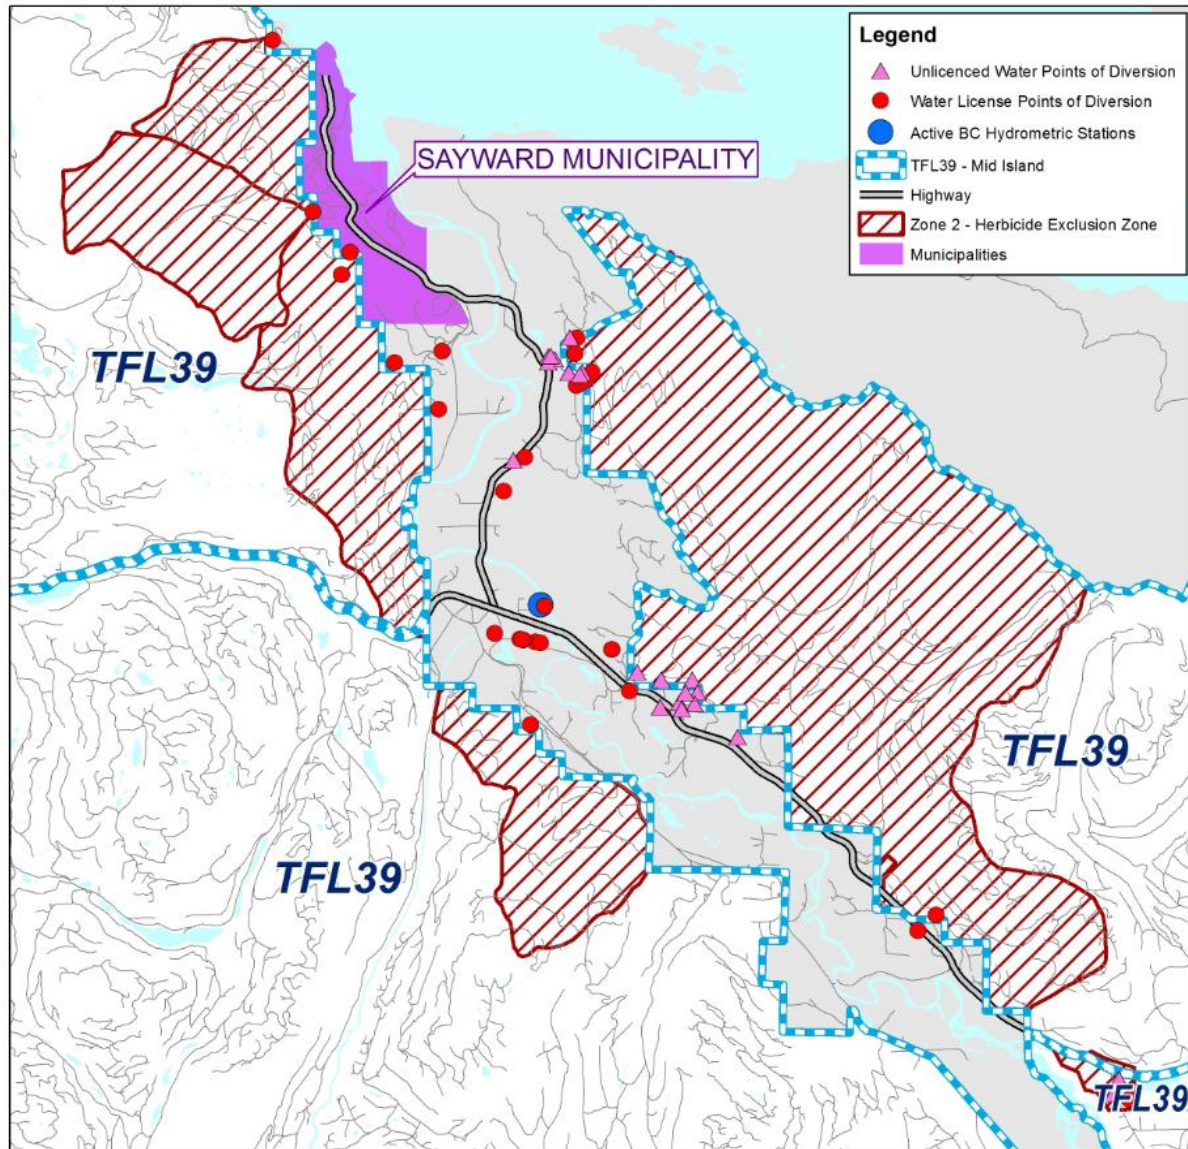 Legend
Unlicenced Water Points of Diversion
Water License Points of Diversion
Active BC Hydrometric Stations
TFL39 - Mid Island
Highway
Zone 2 - Herbicide Exclusion Zone
Municipalities
SAYWARD MUNICIPALITY
TFL39
TFL39
TFL39
TFL39